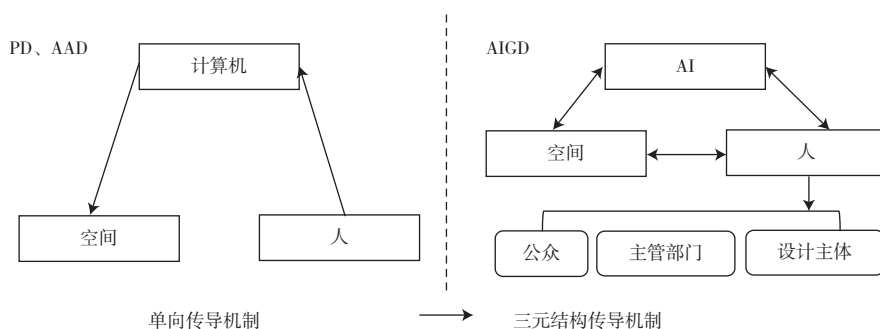 PD、AAD
计算机
空间
人
单向传导机制
AIGD
AI
空间
人
公众
主管部门
设计主体
三元结构传导机制